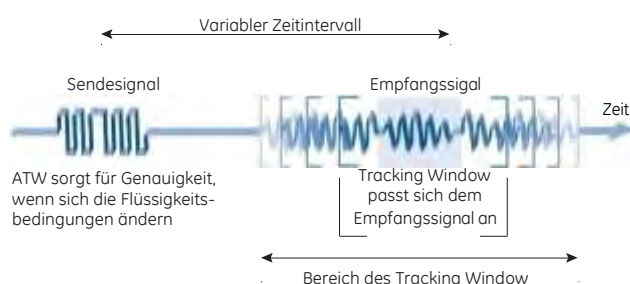 Variabler Zeitintervall
Sendesignal
Empfangssigal
Zeit
ATW sorgt für Genauigkeit,
wenn sich die Flüssigkeits-
bedingungen ändern
Tracking Window
passt sich dem
Empfangssignal an
Bereich des Tracking Window